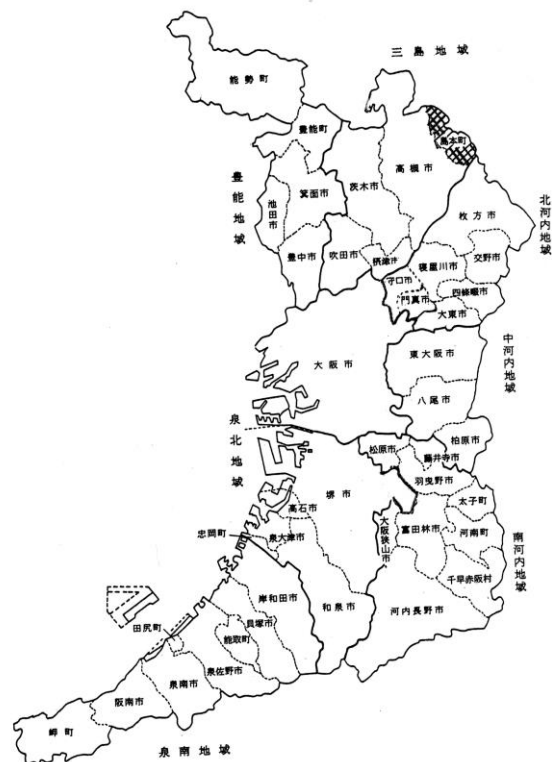 三島地域
能勢町
豊能町
島本町
高槻市
茨木市
豊能地域
箕面市
池田市
北河内地域
枚方市
豊中市
吹田市
摂津市
寝屋川市
交野市
守口市
門真市
四條畷市
大東市
大阪市
東大阪市
中河内地域
八尾市
泉北地域
柏原市
松原市
藤井寺市
羽曳野市
堺市
太子町
高石市
大阪狭山市
富田林市
河南町
南河内地域
忠岡町
泉大津市
千早赤阪村
岸和田市
和泉市
河内長野市
貝塚市
田尻町
熊取町
泉佐野市
泉南市
阪南市
岬町
泉南地域